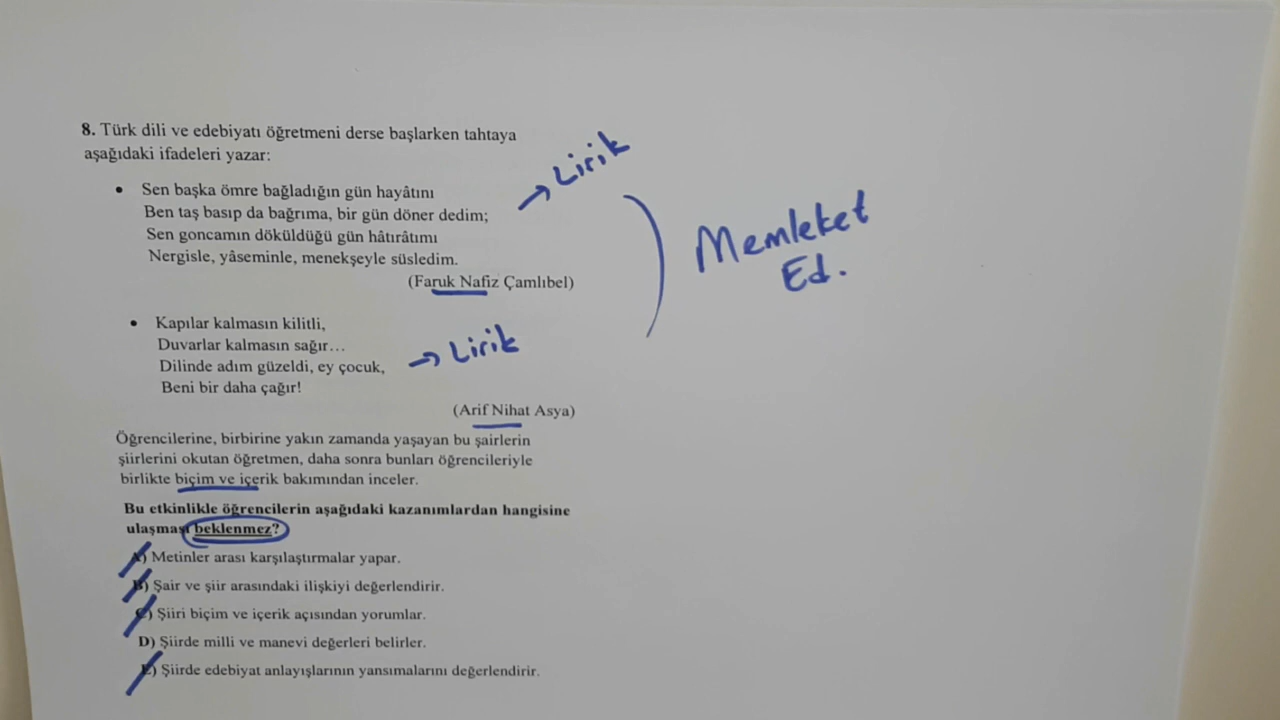 8. Türk dili ve edebiyatı öğretmeni derse başlarken tahtaya
aşağıdaki ifadeleri yazar:
• Sen başka ömre bağladığın gün hayâtını
Ben taş basıp da bağrıma, bir gün döner dedim;
Sen goncamın döküldüğü gün hâtırâtımı
Nergisle, yâseminle, menekşeyle süsledim.
(Faruk Nafiz Çamlıbel)
→ Lirik
Memleket
Ed.
• Kapılar kalmasın kilitli,
Duvarlar kalmasın sağır...
Dilinde adım güzeldi, ey çocuk,
Beni bir daha çağır!
→ Lirik
(Arif Nihat Asya)
Öğrencilerine, birbirine yakın zamanda yaşayan bu şairlerin
şiirlerini okutan öğretmen, daha sonra bunları öğrencileriyle
birlikte biçim ve içerik bakımından inceler.
Bu etkinlikle öğrencilerin aşağıdaki kazanımlardan hangisine
ulaşması beklenmez?
A) Metinler arası karşılaştırmalar yapar.
B) Şair ve şiir arasındaki ilişkiyi değerlendirir.
C) Şiiri biçim ve içerik açısından yorumlar.
D) Şiirde milli ve manevi değerleri belirler.
E) Şiirde edebiyat anlayışlarının yansımalarını değerlendirir.